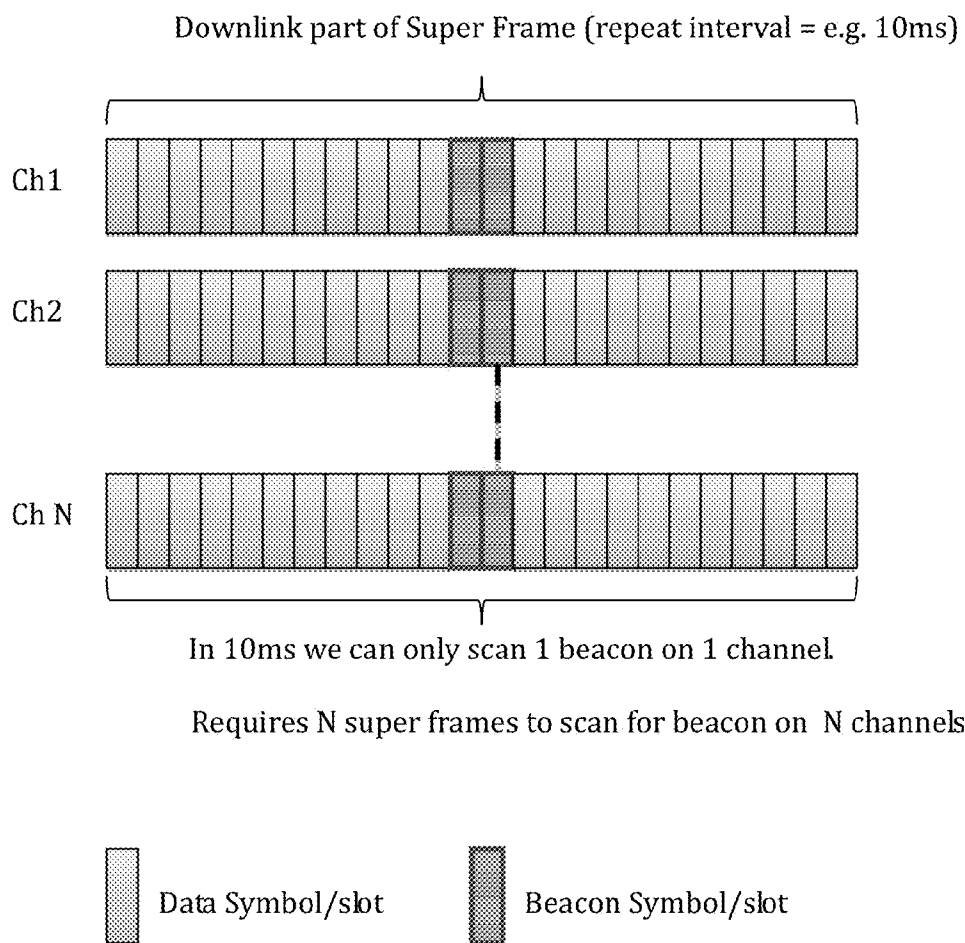 Downlink part of Super Frame (repeat interval = e.g. 10ms)
Ch1
Ch2
Ch N
In 10ms we can only scan 1 beacon on 1 channel.
Requires N super frames to scan for beacon on N channels
Data Symbol/slot
Beacon Symbol/slot